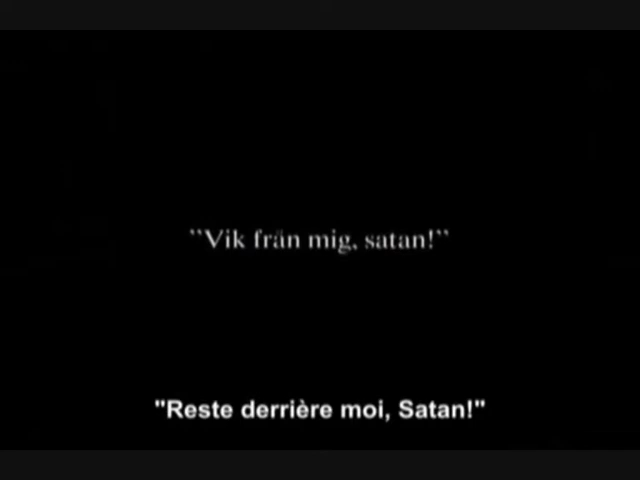 ”Vik från mig, satan!”
"Reste derrière moi, Satan!"